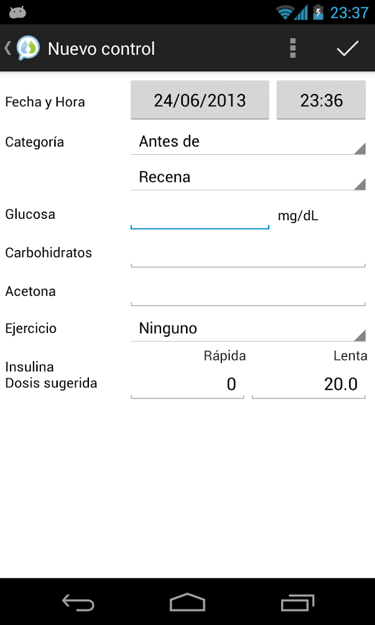 23:37
Nuevo control
Fecha y Hora 24/06/2013 23:36
Categoría Antes de
Recena
Glucosa mg/dL
Carbohidratos
Acetona
Ejercicio Ninguno
Rápida Lenta
Insulina
Dosis sugerida 0 20.0